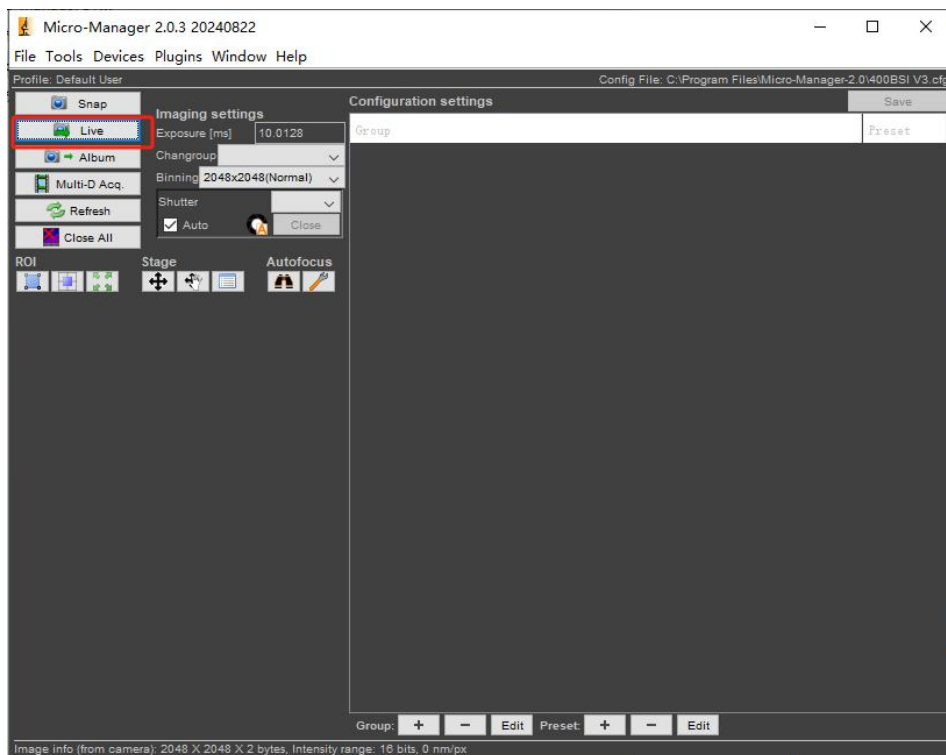 Micro-Manager 2.0.3 20240822
File Tools Devices Plugins Window Help
Profile: Default User
Config File: C:\Program Files\Micro-Manager-2.0\400BSI V3.cfg
Snap
Live
Album
Multi-D Acq.
Refresh
Close All
Imaging settings
Exposure [ms] 10.0128
Changroup
Binning 2048x2048(Normal)
Shutter
Auto
Close
ROI
Stage
Autofocus
Configuration settings
Save
Group Preset
Group: + − Edit Preset: + − Edit
Image info (from camera): 2048 X 2048 X 2 bytes, Intensity range: 16 bits, 0 nm/px